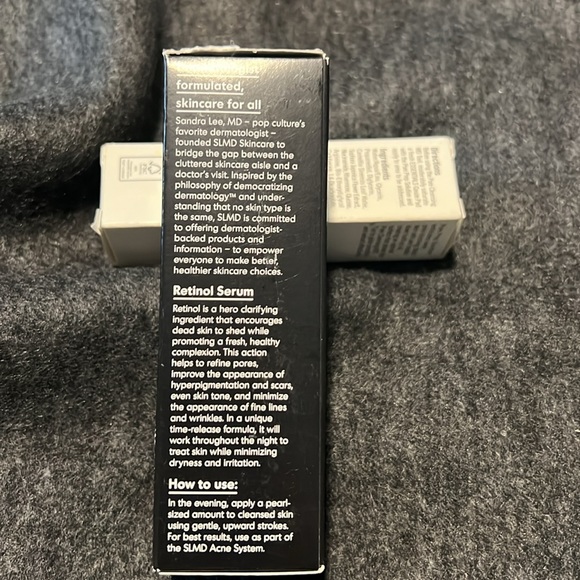 formulated,
skincare for all
Sandra Lee, MD – pop culture's
favorite dermatologist –
founded SLMD Skincare to
bridge the gap between the
cluttered skincare aisle and a
doctor's visit. Inspired by the
philosophy of democratizing
dermatology™ and under-
standing that no skin type is
the same, SLMD is committed
to offering dermatologist-
backed products and
information – to empower
everyone to make better,
healthier skincare choices.
Retinol Serum
Retinol is a hero clarifying
ingredient that encourages
dead skin to shed while
promoting a fresh, healthy
complexion. This action
helps to refine pores,
improve the appearance of
hyperpigmentation and scars,
even skin tone, and minimize
the appearance of fine lines
and wrinkles. In a unique
time-release formula, it will
work throughout the night to
treat skin while minimizing
dryness and irritation.
How to use:
In the evening, apply a pearl-
sized amount to cleansed skin
using gentle, upward strokes.
For best results, use as part of
the SLMD Acne System.
Directions
Ingredients